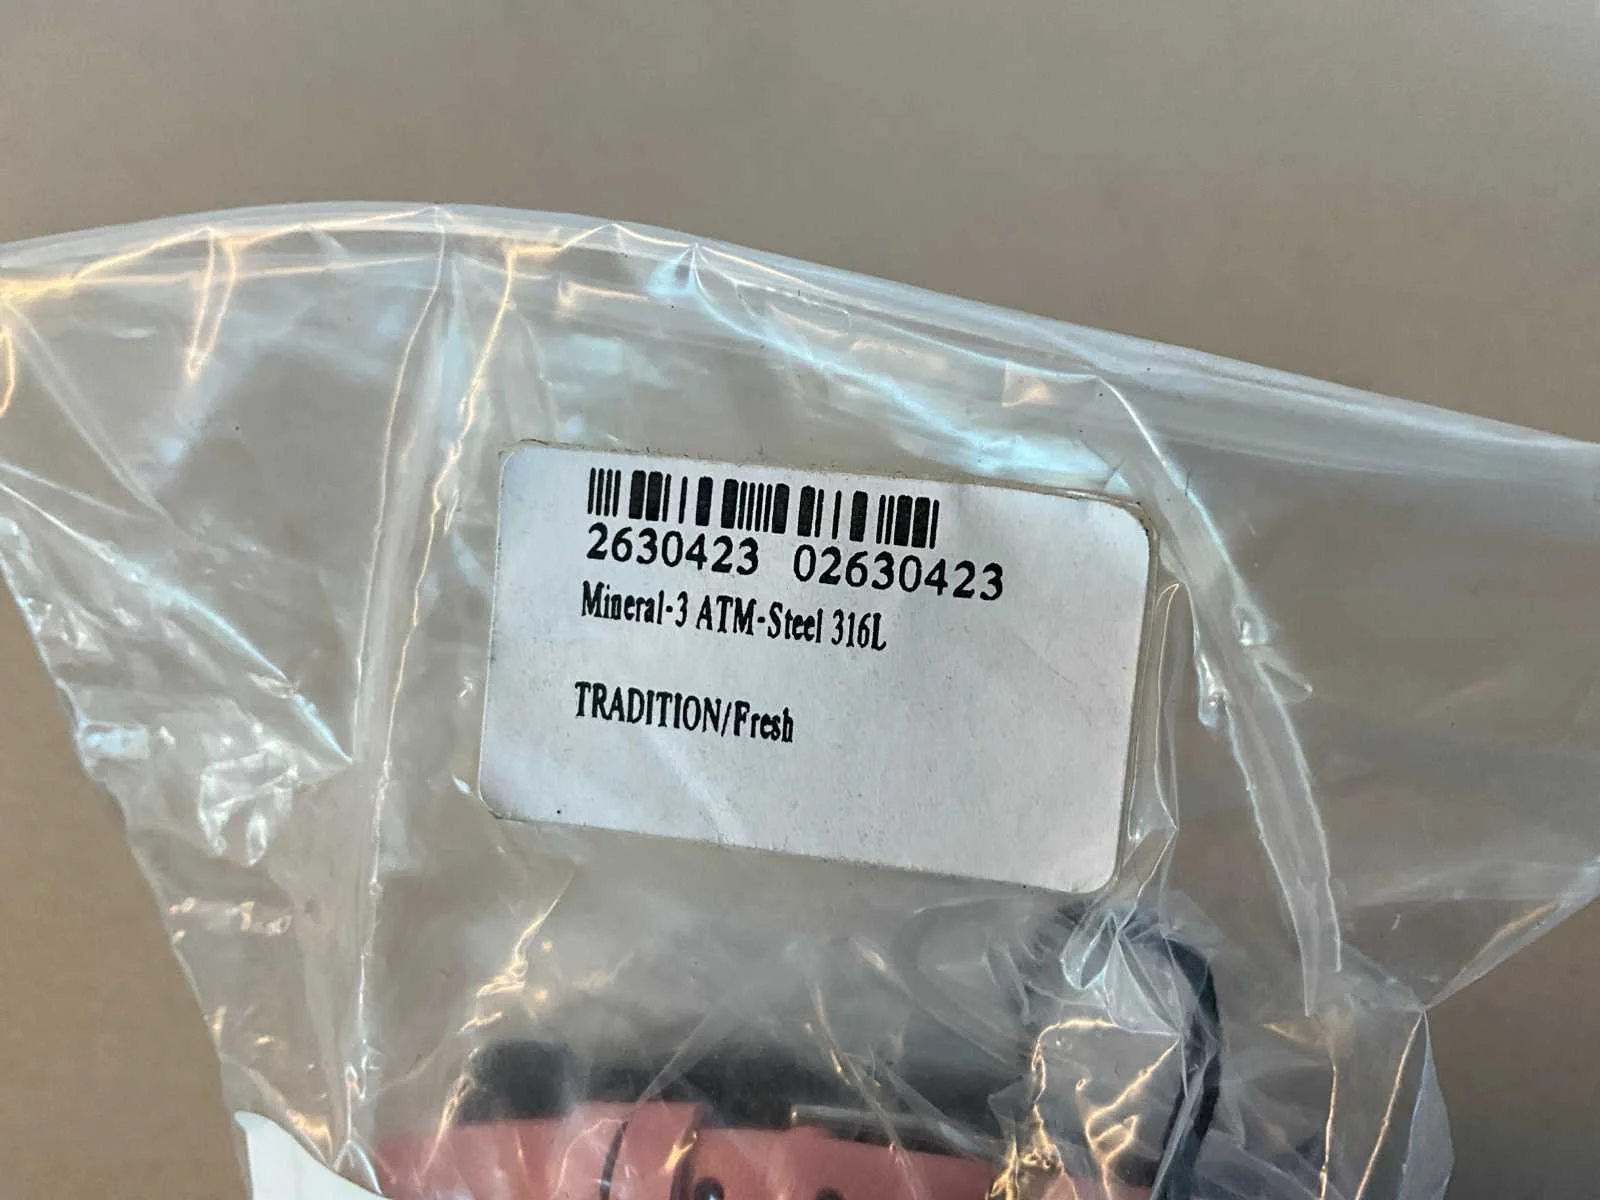 2630423 02630423
Mineral-3 ATM-Steel 316L
TRADITION/Fresh